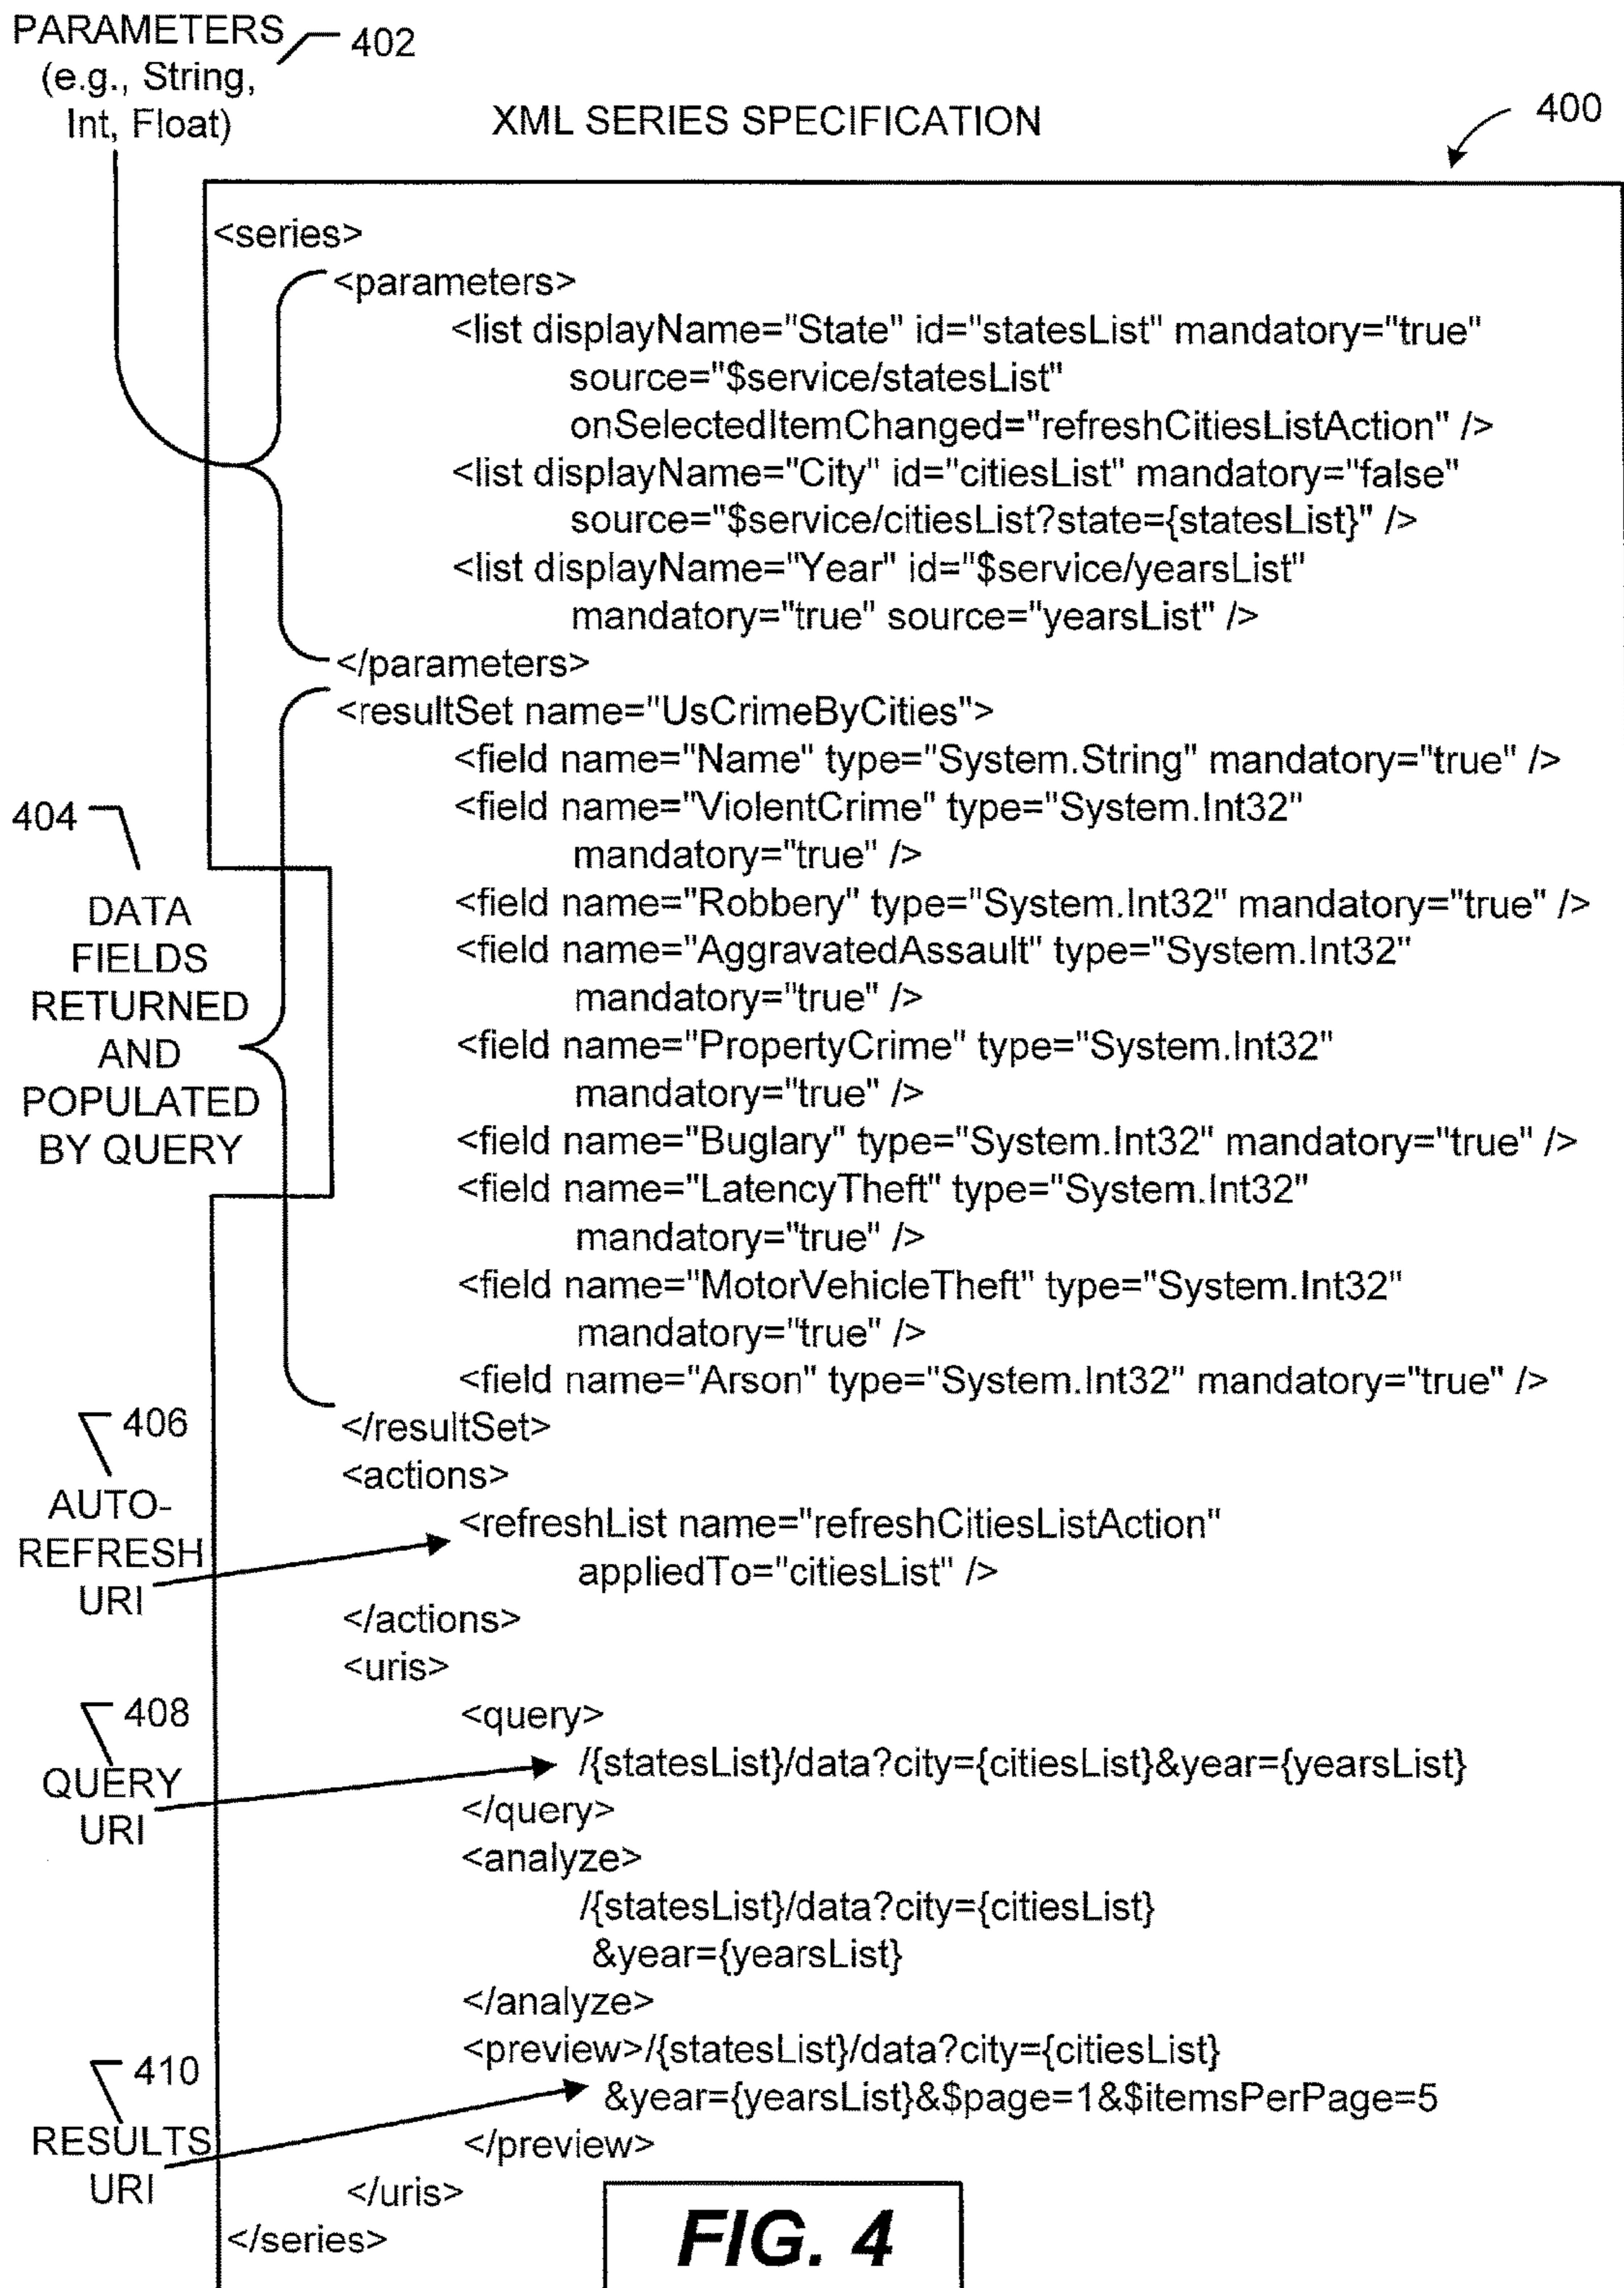 PARAMETERS
(e.g., String,
Int, Float)
402
XML SERIES SPECIFICATION
400
<series>
<parameters>
<list displayName="State" id="statesList" mandatory="true"
source="$service/statesList"
onSelectedItemChanged="refreshCitiesListAction" />
<list displayName="City" id="citiesList" mandatory="false"
source="$service/citiesList?state={statesList}" />
<list displayName="Year" id="$service/yearsList"
mandatory="true" source="yearsList" />
</parameters>
<resultSet name="UsCrimeByCities">
<field name="Name" type="System.String" mandatory="true" />
<field name="ViolentCrime" type="System.Int32"
mandatory="true" />
<field name="Robbery" type="System.Int32" mandatory="true" />
<field name="AggravatedAssault" type="System.Int32"
mandatory="true" />
<field name="PropertyCrime" type="System.Int32"
mandatory="true" />
<field name="Buglary" type="System.Int32" mandatory="true" />
<field name="LatencyTheft" type="System.Int32"
mandatory="true" />
<field name="MotorVehicleTheft" type="System.Int32"
mandatory="true" />
<field name="Arson" type="System.Int32" mandatory="true" />
</resultSet>
404
DATA
FIELDS
RETURNED
AND
POPULATED
BY QUERY
<actions>
<refreshList name="refreshCitiesListAction"
appliedTo="citiesList" />
</actions>
406
AUTO-
REFRESH
URI
<uris>
<query>
/{statesList}/data?city={citiesList}&year={yearsList}
</query>
408
QUERY
URI
<analyze>
/{statesList}/data?city={citiesList}
&year={yearsList}
</analyze>
<preview>/{statesList}/data?city={citiesList}
&year={yearsList}&$page=1&$itemsPerPage=5
</preview>
410
RESULTS
URI
</uris>
</series>
FIG. 4